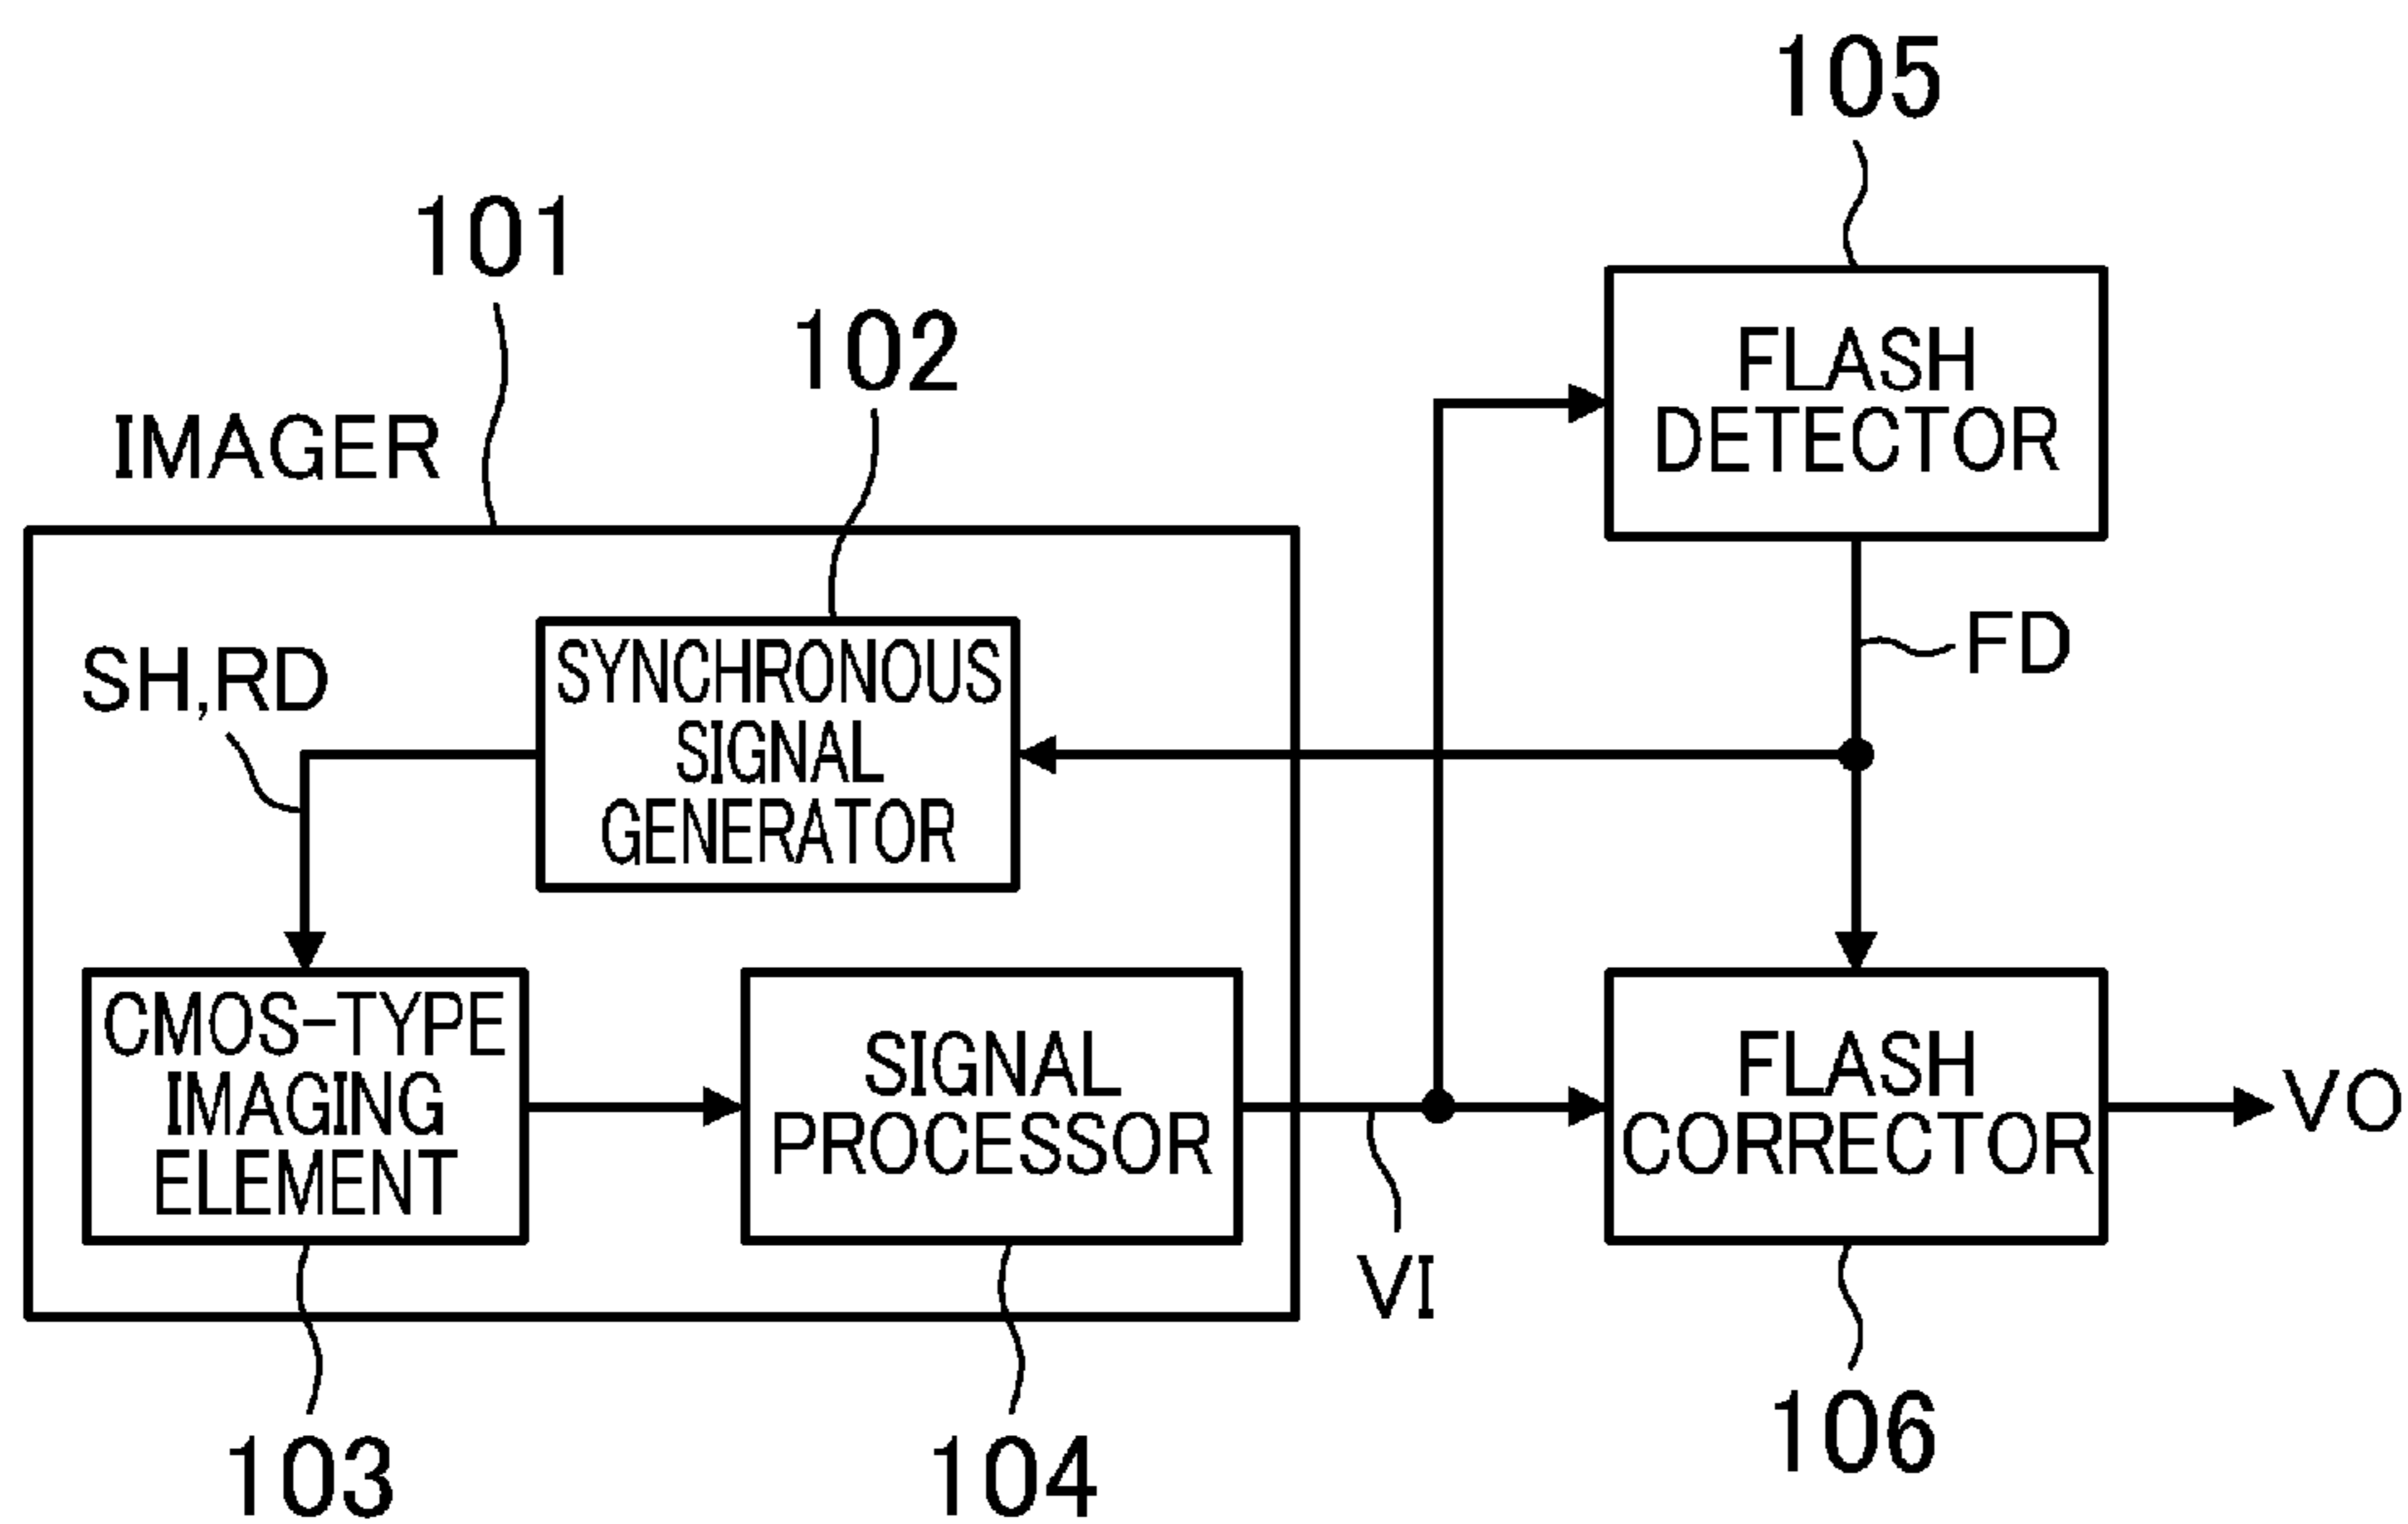 105
101
102
IMAGER
FLASH
DETECTOR
SH,RD
SYNCHRONOUS
SIGNAL
GENERATOR
FD
CMOS-TYPE
IMAGING
ELEMENT
SIGNAL
PROCESSOR
FLASH
CORRECTOR
VO
VI
103
104
106